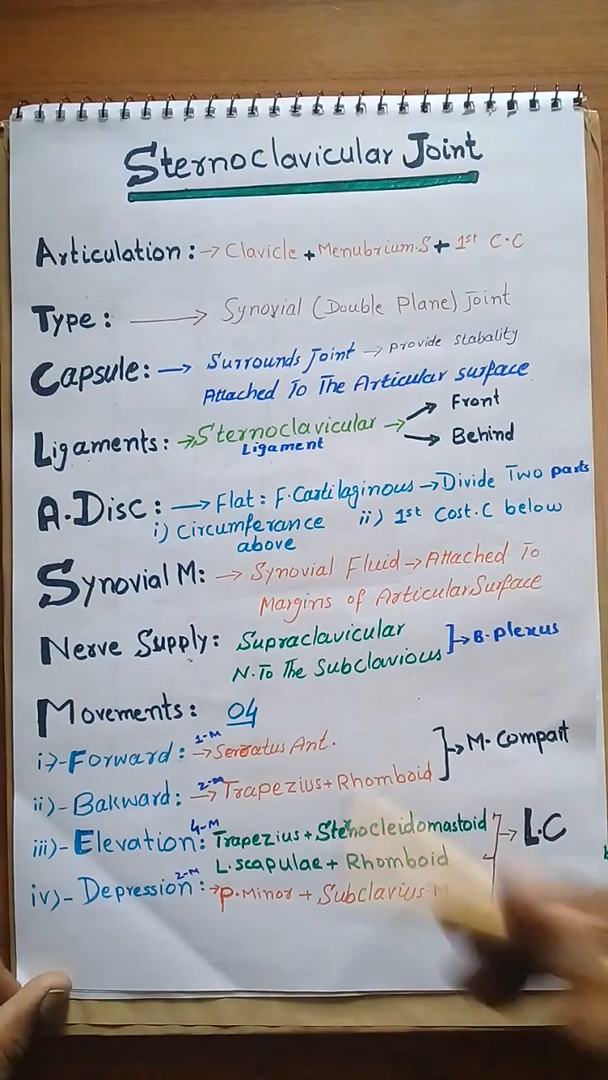 Sternoclavicular Joint
Articulation: → Clavicle + Menubrium.S + 1st C.C
Type: → Synovial (Double Plane) Joint
Capsule: → Surrounds Joint → provide stabality
Attached To The Articular surface
Ligaments: → Sternoclavicular → Front
Ligament Behind
A.Disc: → Flat: F.Cartilaginous → Divide Two parts
i) Circumferance ii) 1st Cost.C below
above
Synovial M: → Synovial Fluid → Attached To
Margins of Articular Surface
Nerve Supply: Supraclavicular
N.To The Subclavious ]→ B.plexus
Movements: 04
i)-Forward: 1-M → Serratus Ant.
ii)-Bakward: 2-M → Trapezius + Rhomboid ]→ M.Compart
iii)-Elevation: 4-M Trapezius + Sternocleidomastoid ]→ L.C
L.scapulae + Rhomboid
iv)-Depression: 2-M → P.Minor + Subclavius